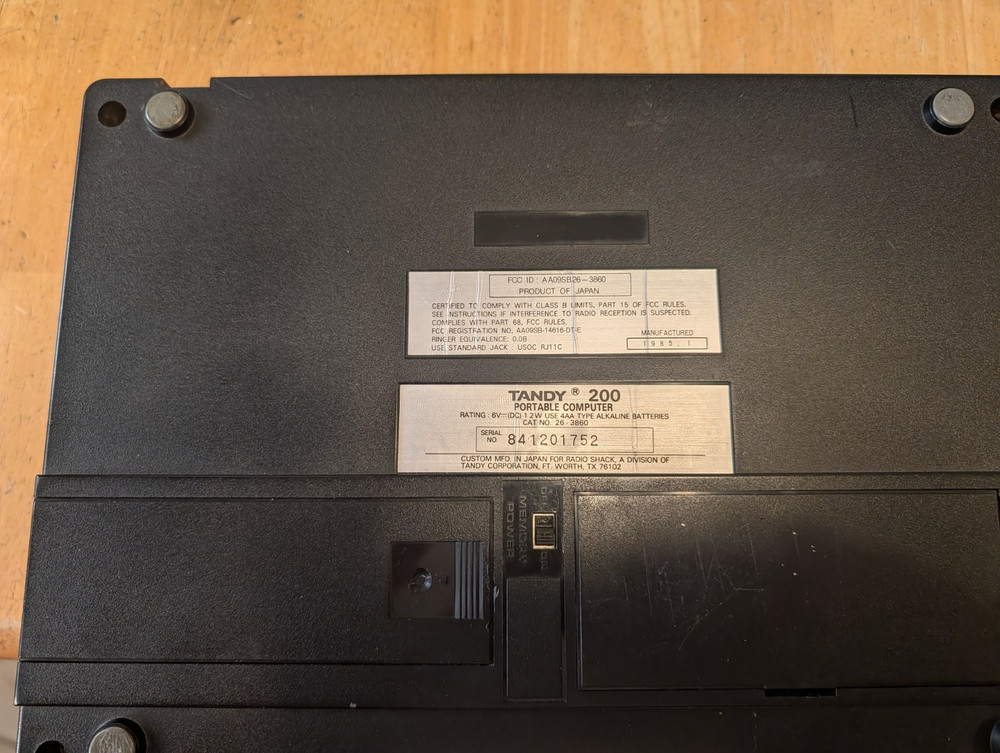 FCC ID : AA09SB26-3860
PRODUCT OF JAPAN
CERTIFIED TO COMPLY WITH CLASS B LIMITS, PART 15 OF FCC RULES.
SEE INSTRUCTIONS IF INTERFERENCE TO RADIO RECEPTION IS SUSPECTED.
COMPLIES WITH PART 68, FCC RULES.
FCC REGISTRATION NO. AA09SB-14616-DT-E
RINGER EQUIVALENCE: 0.0B
USE STANDARD JACK : USOC RJ11C
MANUFACTURED
1985.1
TANDY ® 200
PORTABLE COMPUTER
RATING : 6V⎓(DC) 1.2W USE 4AA TYPE ALKALINE BATTERIES
CAT. NO. 26-3860
SERIAL NO. 841201752
CUSTOM MFD. IN JAPAN FOR RADIO SHACK, A DIVISION OF
TANDY CORPORATION, FT. WORTH, TX 76102
MEMORY
POWER